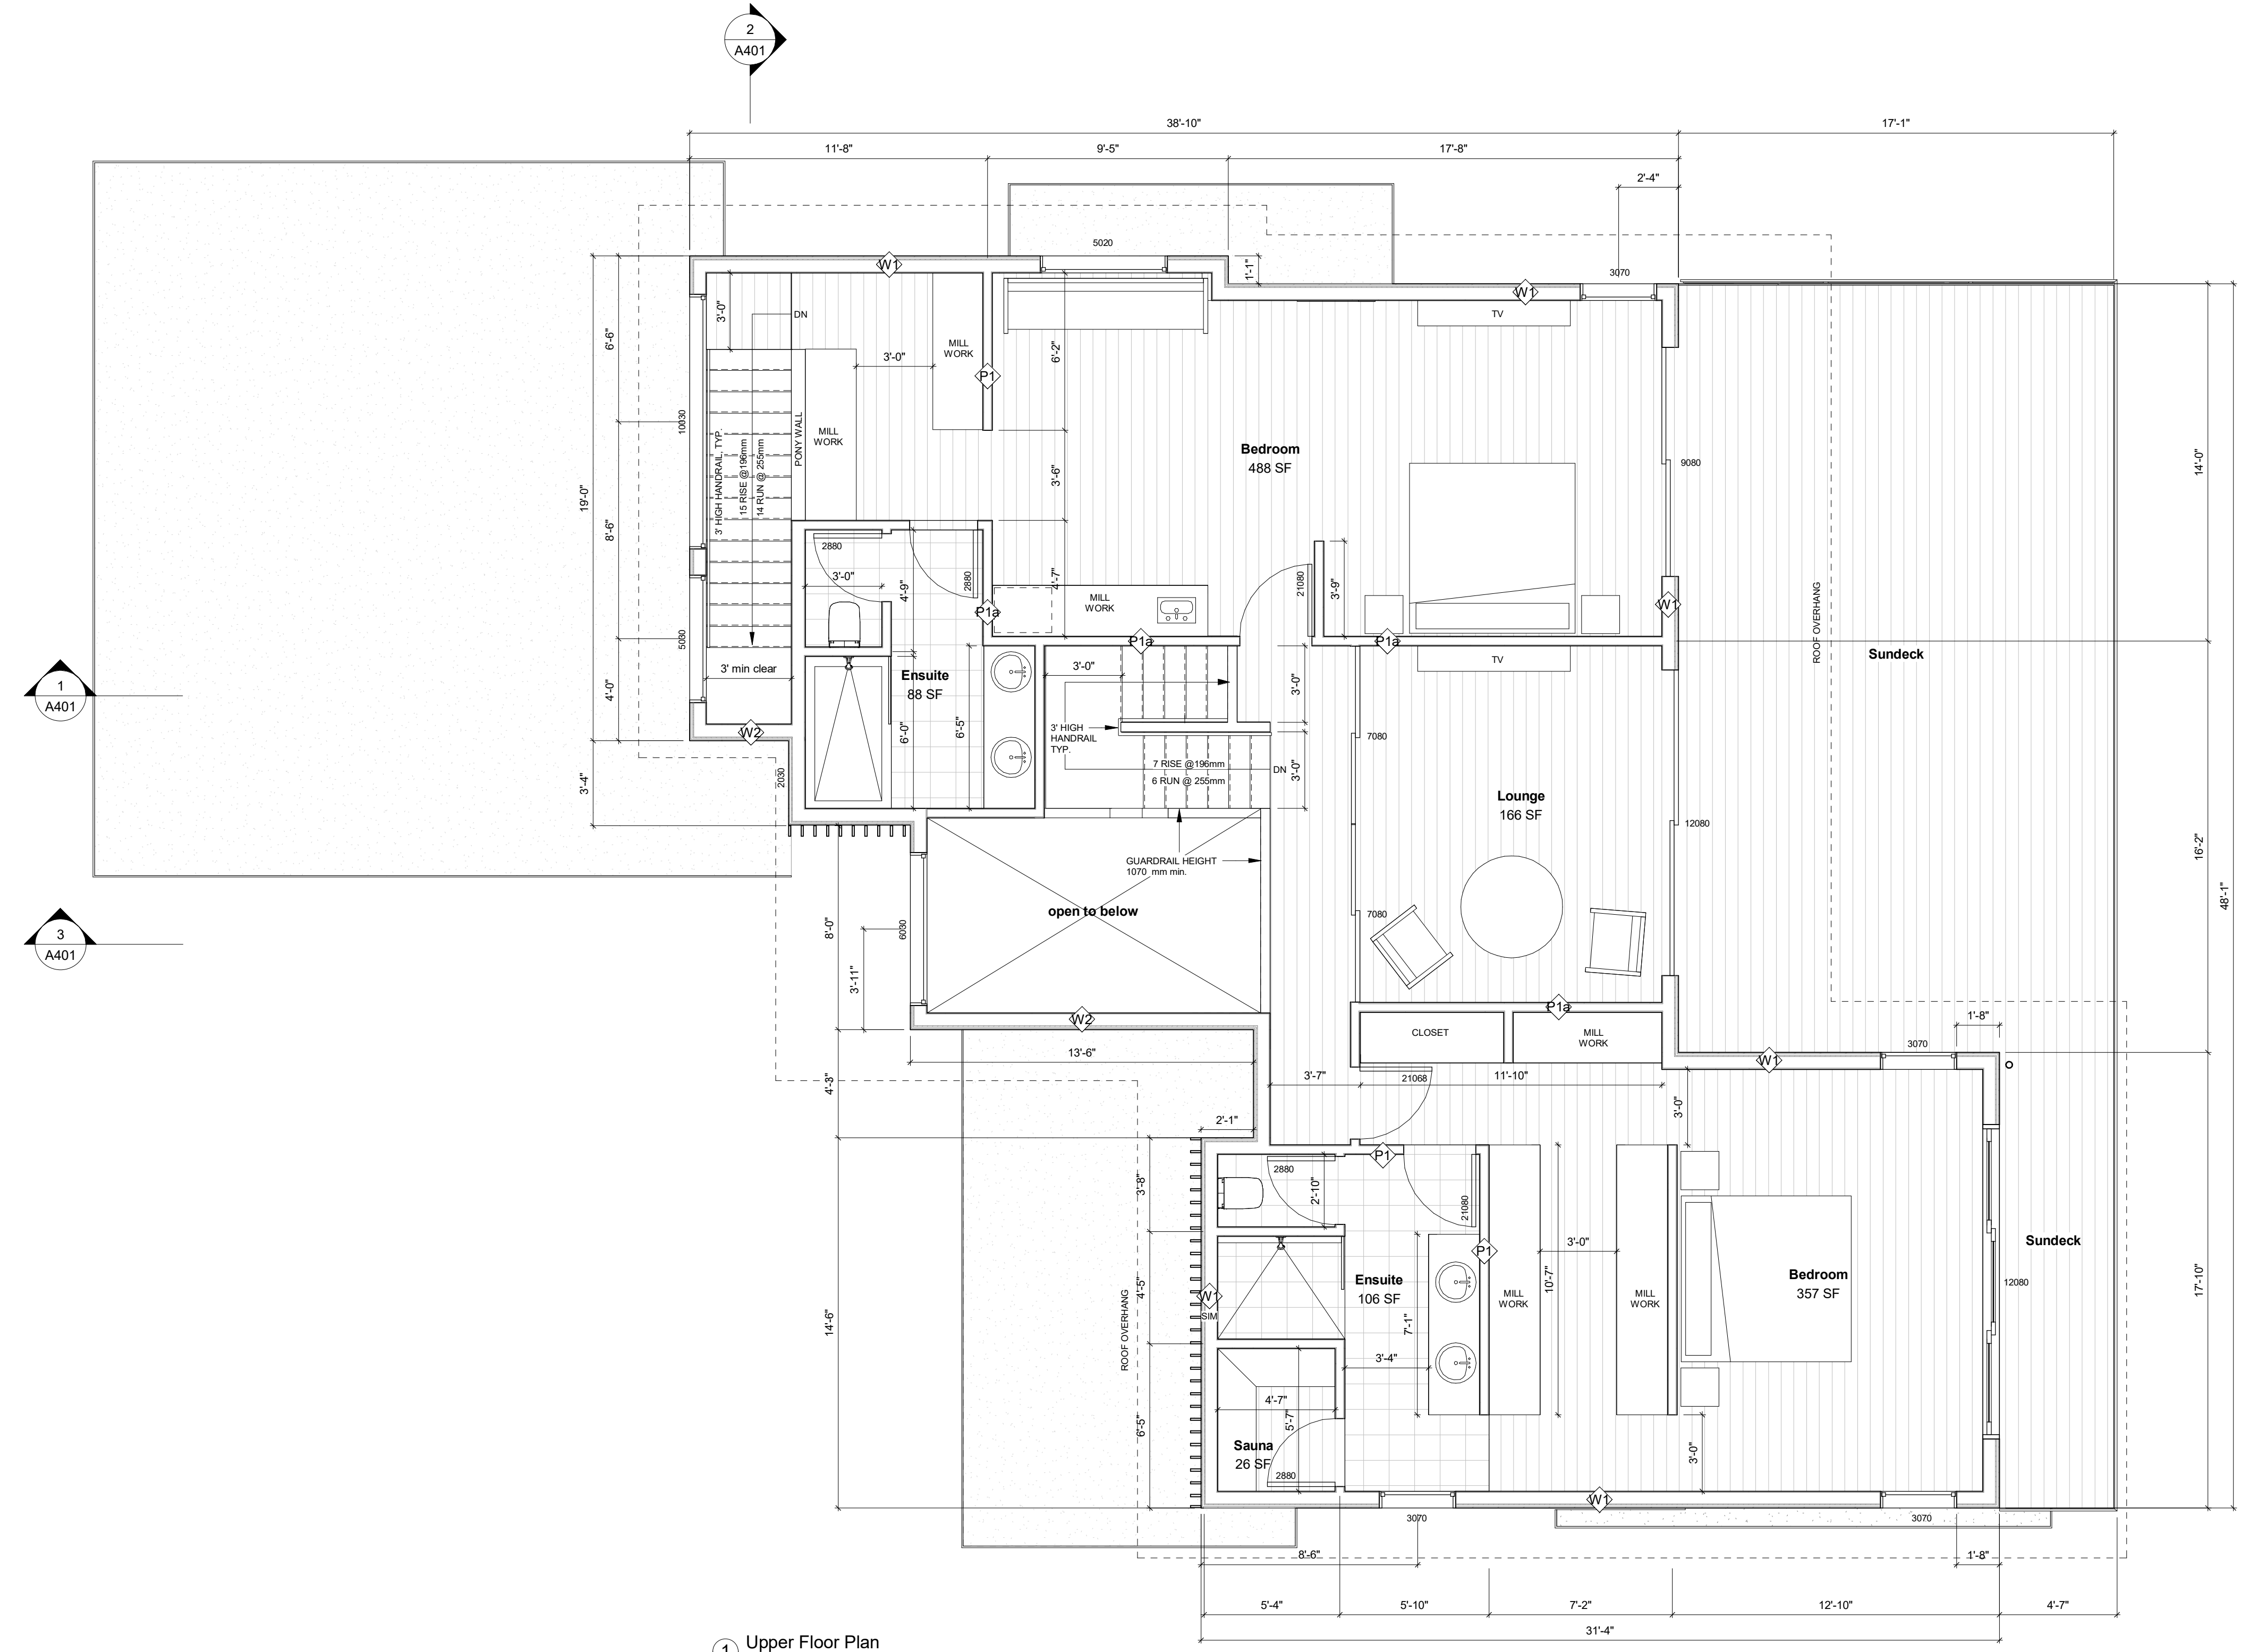 2
A401
38'-10"
17'-1"
11'-8"
9'-5"
17'-8"
2'-4"
5020
3070
1'-1"
W1
W1
TV
DN
3'-0"
MILL
WORK
3'-0"
P1
6'-2"
6'-6"
10030
19'-0"
8'-6"
3' HIGH HANDRAIL, TYP.
15 RISE @196mm
14 RUN @ 255mm
PONY WALL
MILL
WORK
Bedroom
488 SF
3'-6"
9080
14'-0"
2880
3'-0"
4'-9"
2880
P1a
4'-7"
MILL
WORK
21080
3'-9"
W1
ROOF OVERHANG
P1a
P1a
Sundeck
5030
4'-0"
3' min clear
1
A401
Ensuite
88 SF
3'-0"
TV
3'-0"
6'-0"
6'-5"
3' HIGH
HANDRAIL
TYP.
W2
7080
7 RISE @196mm
6 RUN @ 255mm
DN
3'-0"
3'-4"
2030
Lounge
166 SF
12080
16'-2"
48'-1"
GUARDRAIL HEIGHT
1070 mm min.
open to below
7080
3
A401
8'-0"
6030
3'-11"
W2
P1a
CLOSET
MILL
WORK
1'-8"
3070
W1
13'-6"
4'-3"
3'-7"
21068
11'-10"
3'-0"
2'-1"
P1
2880
2'-10"
21080
3'-8"
P1
3'-0"
Sundeck
4'-5"
W1
SIM
Ensuite
106 SF
10'-7"
Bedroom
357 SF
12080
17'-10"
MILL
WORK
MILL
WORK
ROOF OVERHANG
14'-6"
7'-1"
3'-4"
4'-7"
5'-7"
6'-5"
Sauna
26 SF
2880
3'-0"
W1
3070
3070
8'-6"
1'-8"
5'-4"
5'-10"
7'-2"
12'-10"
4'-7"
31'-4"
1
Upper Floor Plan